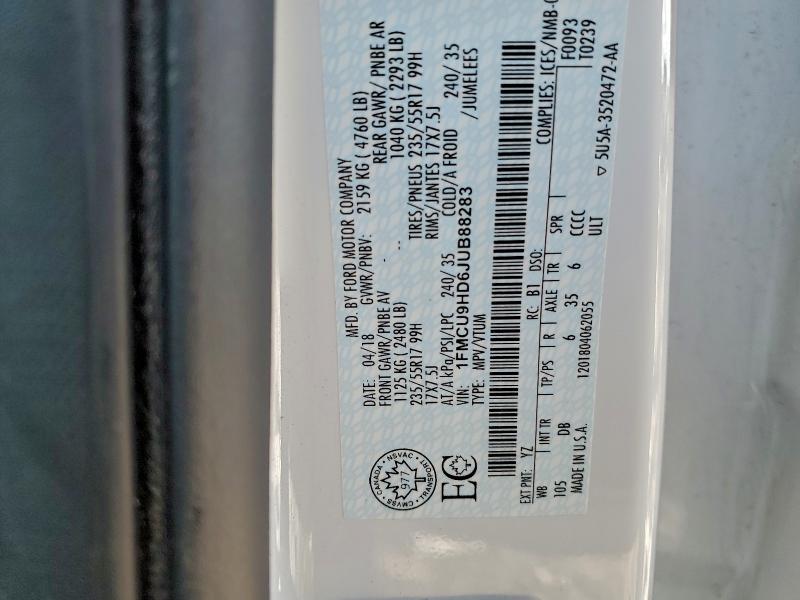 MFD. BY FORD MOTOR COMPANY
04/18 GVWR/PNBV: 2159 KG ( 4760 LB)
FRONT GAWR/PNBE AV REAR GAWR/ PNBE AR
1125 KG ( 2480 LB) 1040 KG ( 2293 LB)
235/55R17 99H TIRES/PNEUS 235/55R17 99H
17X7.5J RIMS/JANTES 17X7.5J
AT/A kPa/PSI/LPC 240/ 35 COLD/A FROID 240/ 35
VIN: 1FMCU9HD6JUB88283 /JUMELEES
TYPE: MPV/VTUM
CANADA · NSVAC · TRANSPORT · CMVSS
977
EC
COMPLIES: ICES/NMB-
EXT PNT: YZ RC: B1 DSO: F0093
T0239
WB INT TR TP/PS R AXLE TR SPR
105 DB 6 35 6 CCCC
ULT
MADE IN U.S.A. 1201804062055
▽ 5U5A-3520472-AA